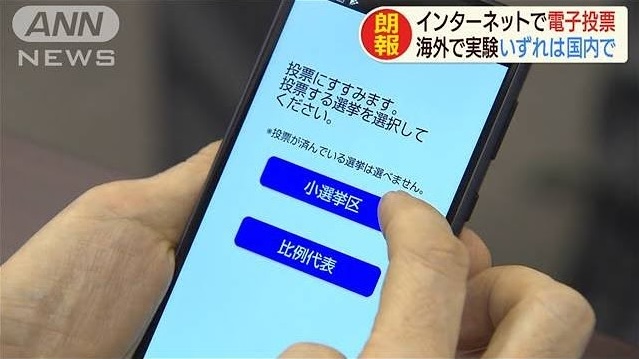 ANN
NEWS
朗報
インターネットで電子投票
海外で実験いずれは国内で
投票にすすみます。
投票する選挙を選択して
ください。
*投票が済んでいる選挙は選べません。
小選挙区
比例代表